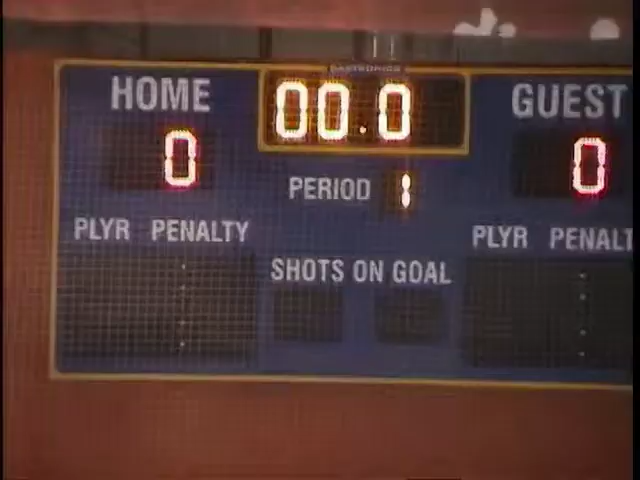 HOME 00.0 GUEST
0 PERIOD 1 0
PLYR PENALTY PLYR PENALT
SHOTS ON GOAL